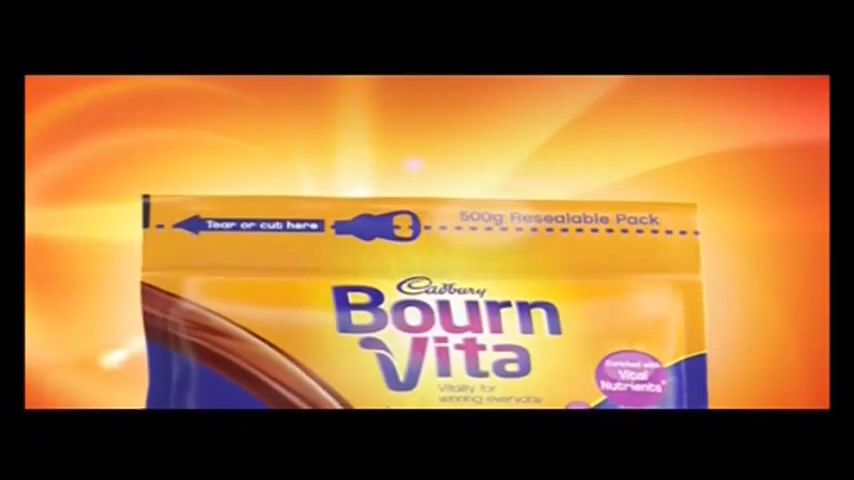 Tear or cut here
500g Resealable Pack
Cadbury
Bourn
Vita
Vitality for
winning everyday
Enriched with
Vital
Nutrients*